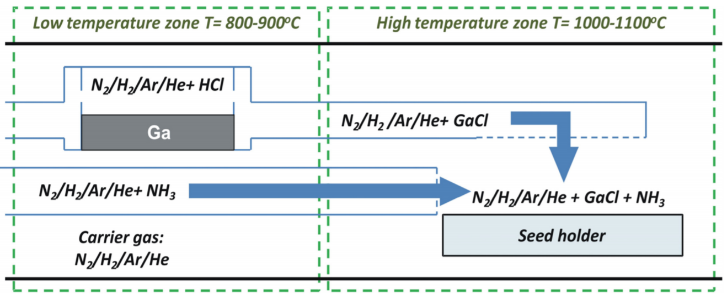 Low temperature zone T= 800-900ºC
High temperature zone T= 1000-1100ºC
N₂/H₂/Ar/He+ HCl
Ga
N₂/H₂ /Ar/He+ GaCl
N₂/H₂/Ar/He+ NH₃
N₂/H₂/Ar/He + GaCl + NH₃
Seed holder
Carrier gas:
N₂/H₂/Ar/He